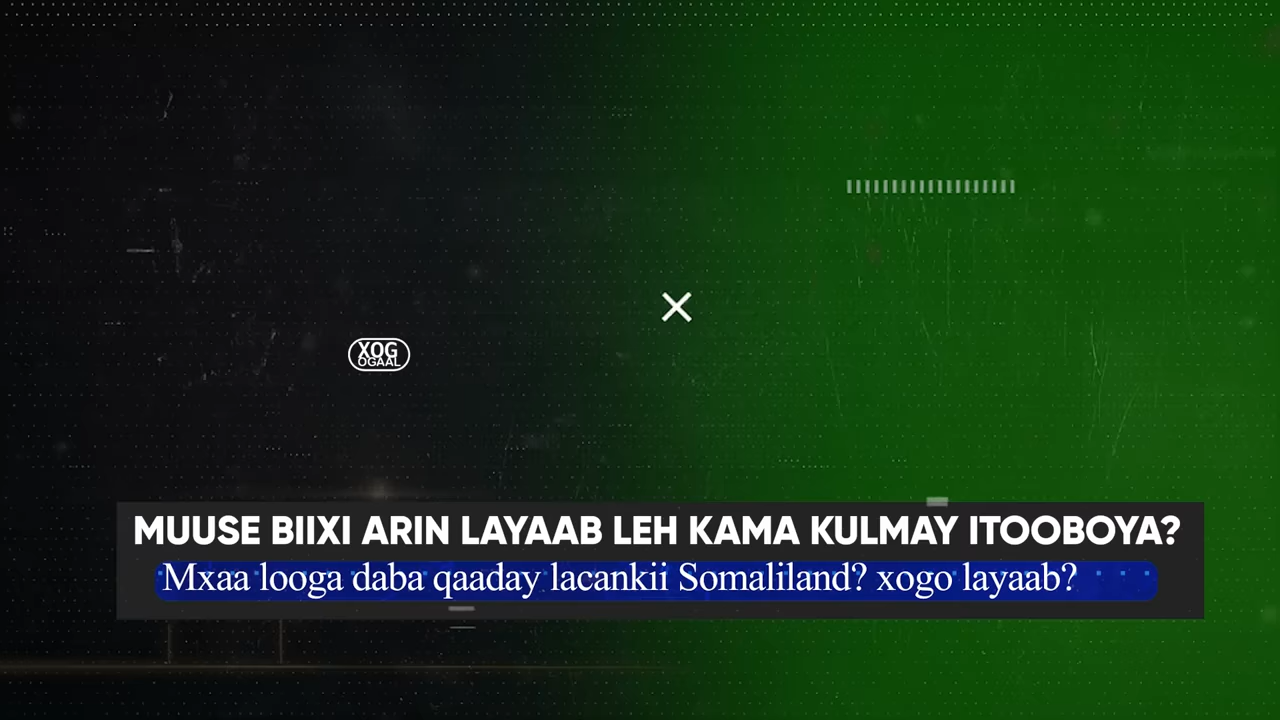 XOG
OGAAL
MUUSE BIIXI ARIN LAYAAB LEH KAMA KULMAY ITOOBOYA?
Mxaa looga daba qaaday lacankii Somaliland? xogo layaab?